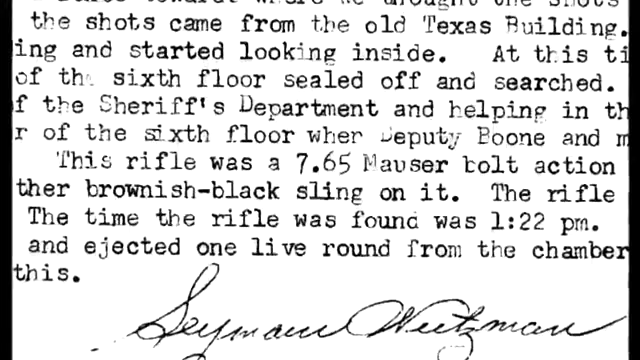 the shots came from the old Texas Building.
ing and started looking inside. At this ti
of th sixth floor sealed off and searched.
f the Sheriff's Department and helping in th
r of the sixth floor wher Deputy Boone and m
This rifle was a 7.65 Mauser bolt action
ther brownish-black sling on it. The rifle
The time the rifle was found was 1:22 pm.
and ejected one live round from the chamber
this.
Seymour Weitzman